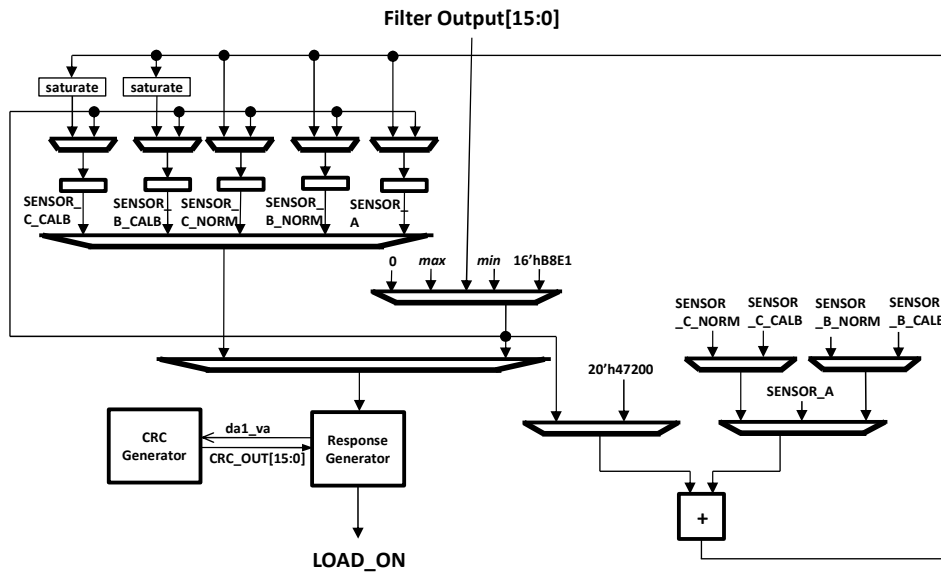 Filter Output[15:0]
saturate
saturate
SENSOR_
C_CALB
SENSOR_
B_CALB
SENSOR_
C_NORM
SENSOR_
B_NORM
SENSOR_
A
0
max
min
16'hB8E1
SENSOR
_C_NORM
SENSOR
_C_CALB
SENSOR
_B_NORM
SENSOR
_B_CALB
20'h47200
SENSOR_A
CRC
Generator
da1_va
CRC_OUT[15:0]
Response
Generator
+
LOAD_ON